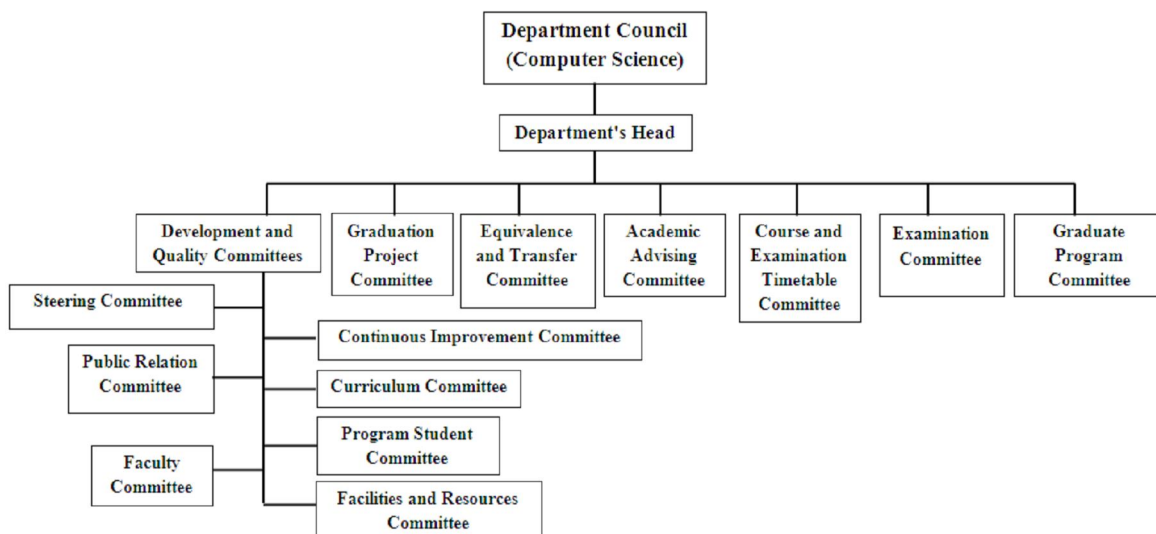 Department Council
(Computer Science)
Department's Head
Development and
Quality Committees
Graduation
Project
Committee
Equivalence
and Transfer
Committee
Academic
Advising
Committee
Course and
Examination
Timetable
Committee
Examination
Committee
Graduate
Program
Committee
Steering Committee
Continuous Improvement Committee
Public Relation
Committee
Curriculum Committee
Program Student
Committee
Faculty
Committee
Facilities and Resources
Committee